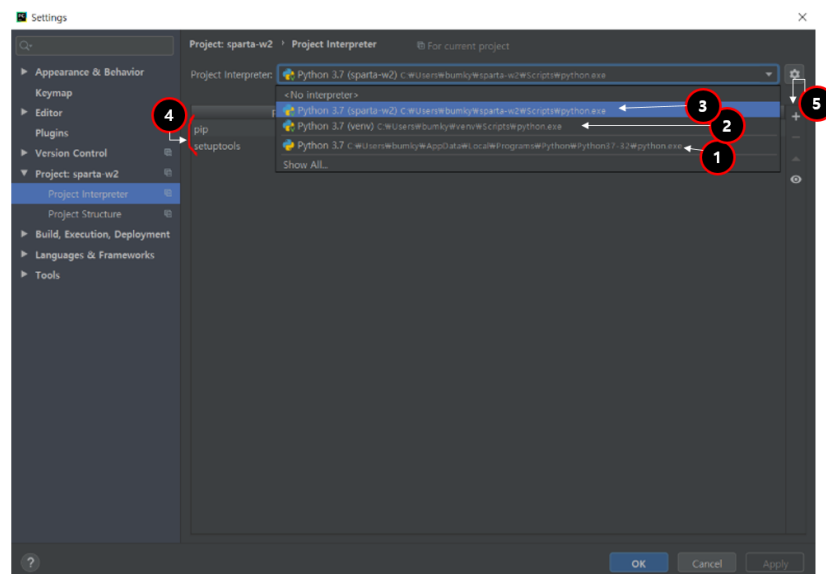 Settings
Project: sparta-w2 › Project Interpreter For current project
Appearance & Behavior
Keymap
Editor
Plugins
Version Control
Project: sparta-w2
Project Interpreter
Project Structure
Build, Execution, Deployment
Languages & Frameworks
Tools
Project Interpreter: Python 3.7 (sparta-w2) C:₩Users₩bumky₩sparta-w2₩Scripts₩python.exe
<No interpreter>
Python 3.7 (sparta-w2) C:₩Users₩bumky₩sparta-w2₩Scripts₩python.exe
Python 3.7 (venv) C:₩Users₩bumky₩venv₩Scripts₩python.exe
Python 3.7 C:₩Users₩bumky₩AppData₩Local₩Programs₩Python₩Python37-32₩python.exe
Show All...
pip
setuptools
4
3
2
1
5
?
OK Cancel Apply